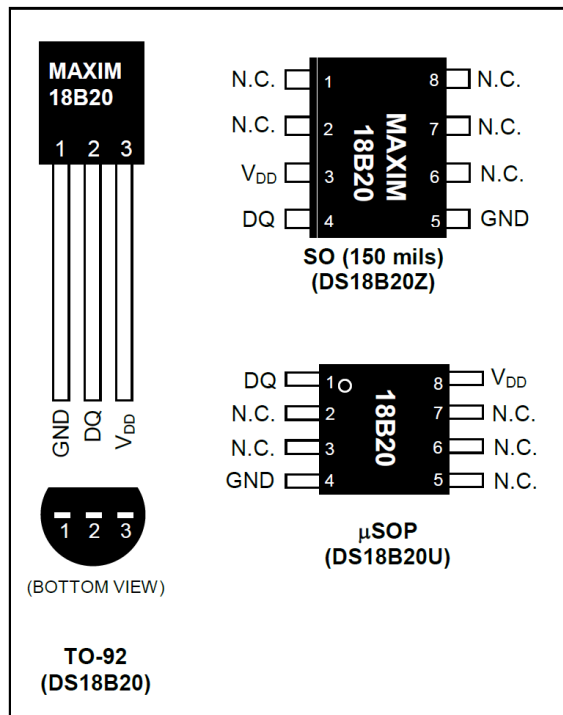 MAXIM
18B20
1 2 3
GND DQ VDD
1 2 3
(BOTTOM VIEW)
TO-92
(DS18B20)
N.C. 1 8 N.C.
N.C. 2 7 N.C.
VDD 3 6 N.C.
DQ 4 5 GND
MAXIM
18B20
SO (150 mils)
(DS18B20Z)
DQ 1 8 VDD
N.C. 2 7 N.C.
N.C. 3 6 N.C.
GND 4 5 N.C.
18B20
μSOP
(DS18B20U)